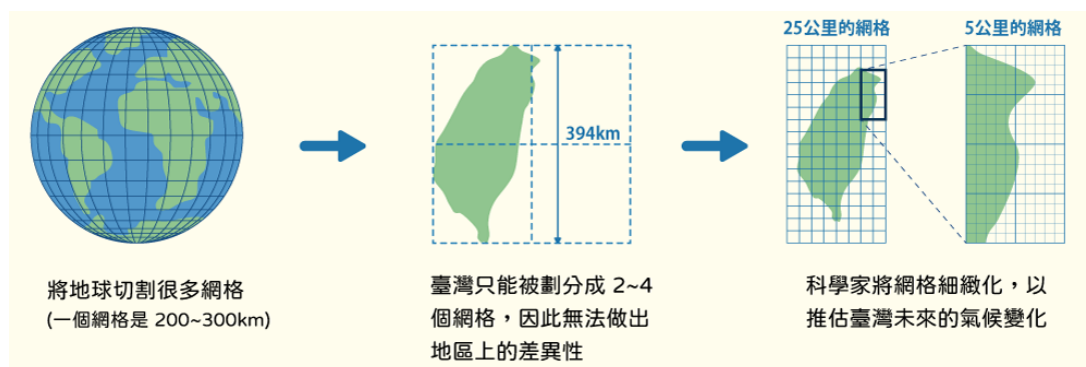 25公里的網格
5公里的網格
394km
將地球切割很多網格
(一個網格是 200~300km)
臺灣只能被劃分成 2~4
個網格，因此無法做出
地區上的差異性
科學家將網格細緻化，以
推估臺灣未來的氣候變化